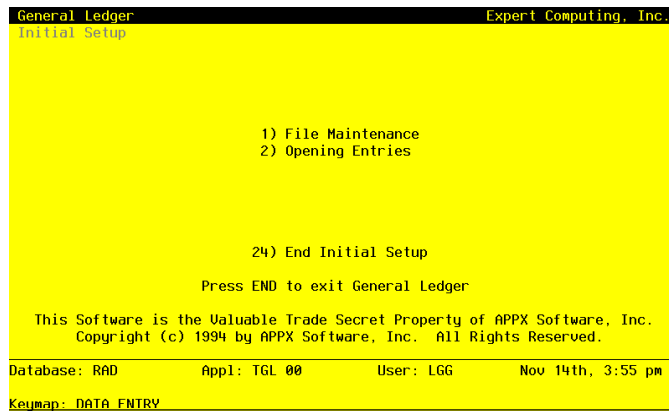 General Ledger Expert Computing, Inc.
Initial Setup
1) File Maintenance
2) Opening Entries
24) End Initial Setup
Press END to exit General Ledger
This Software is the Valuable Trade Secret Property of APPX Software, Inc.
Copyright (c) 1994 by APPX Software, Inc. All Rights Reserved.
Database: RAD Appl: TGL 00 User: LGG Nov 14th, 3:55 pm
Keymap: DATA ENTRY